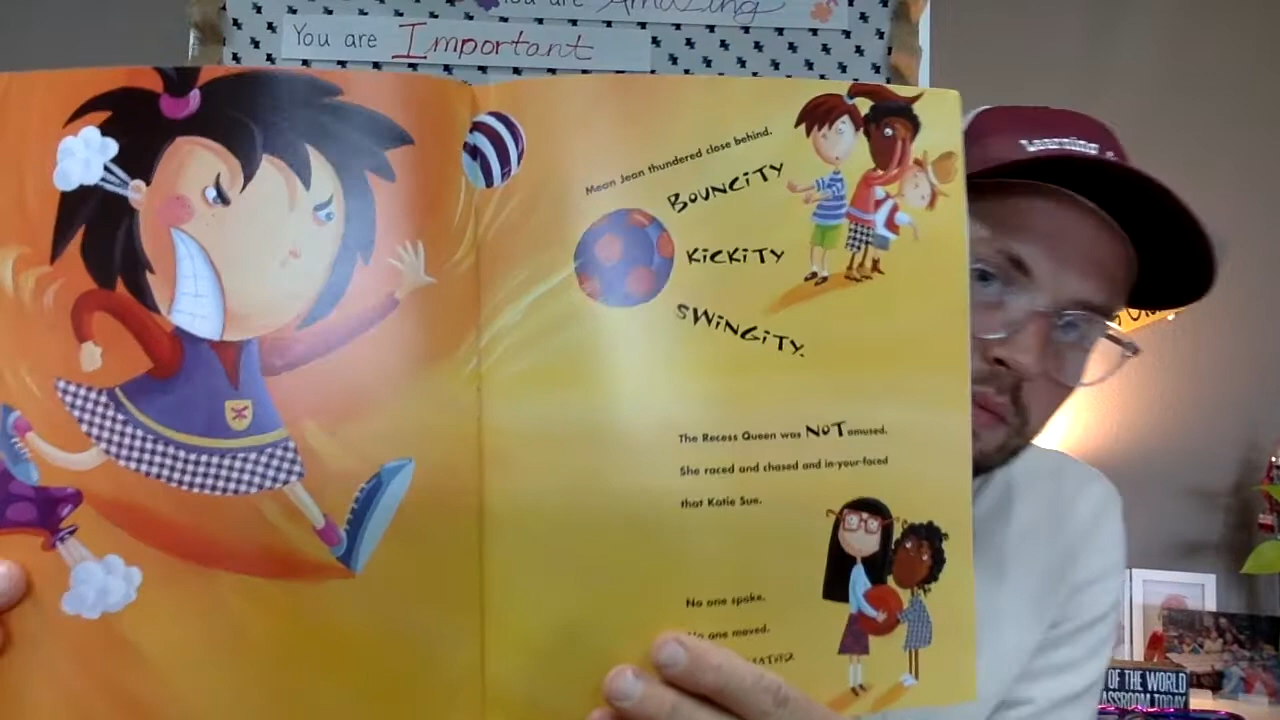 You are Amazing
You are Important
Learning
Mean Jean thundered close behind.
BOUNCITY
KICKITY
SWINGITY.
The Recess Queen was NOT amused.
She raced and chased and in-your-faced
that Katie Sue.
No one spoke.
one moved.
OF THE WORLD
TODAY